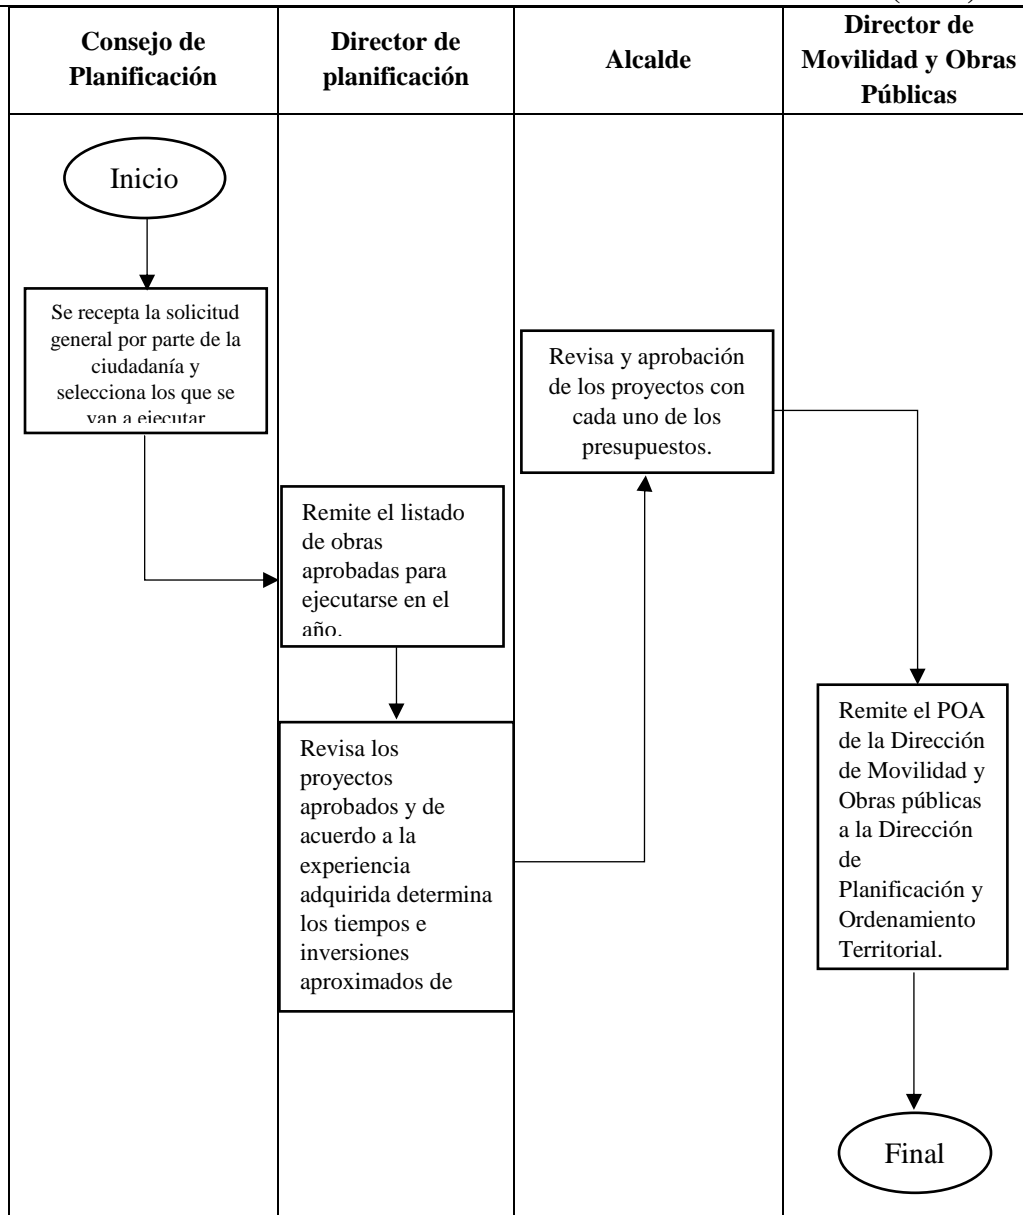 Consejo de
Planificación
Director de
planificación
Alcalde
Director de
Movilidad y Obras
Públicas
Inicio
Se recepta la solicitud
general por parte de la
ciudadanía y
selecciona los que se
van a ejecutar
Remite el listado
de obras
aprobadas para
ejecutarse en el
año.
Revisa los
proyectos
aprobados y de
acuerdo a la
experiencia
adquirida determina
los tiempos e
inversiones
aproximados de
Revisa y aprobación
de los proyectos con
cada uno de los
presupuestos.
Remite el POA
de la Dirección
de Movilidad y
Obras públicas
a la Dirección
de
Planificación y
Ordenamiento
Territorial.
Final